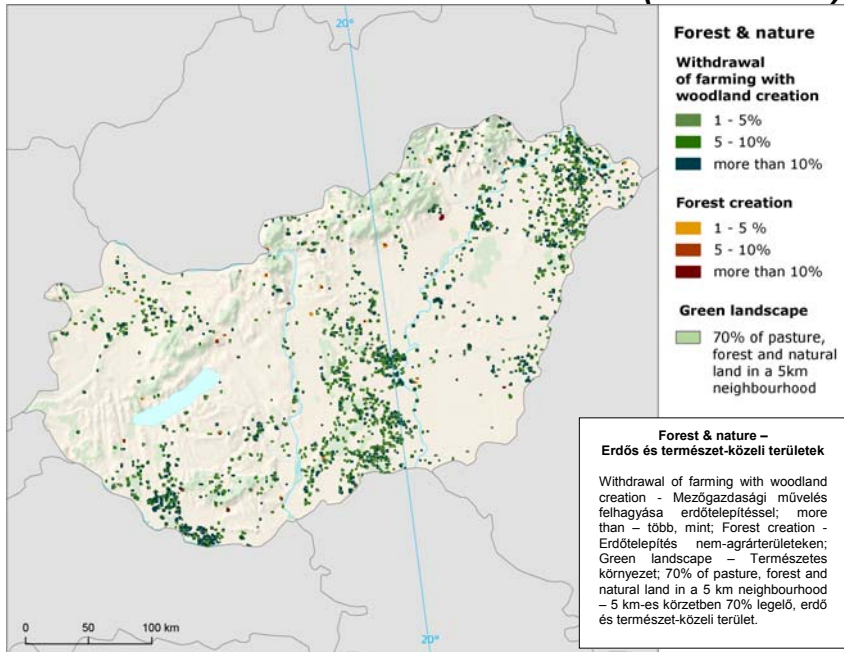 20°
Forest & nature
Withdrawal
of farming with
woodland creation
1 - 5%
5 - 10%
more than 10%
Forest creation
1 - 5 %
5 - 10%
more than 10%
Green landscape
70% of pasture,
forest and natural
land in a 5km
neighbourhood
Forest & nature –
Erdős és természet-közeli területek
Withdrawal of farming with woodland
creation - Mezőgazdasági művelés
felhagyása erdőtelepítéssel; more
than – több, mint; Forest creation -
Erdőtelepítés nem-agrárterületeken;
Green landscape – Természetes
környezet; 70% of pasture, forest and
natural land in a 5 km neighbourhood
– 5 km-es körzetben 70% legelő, erdő
és természet-közeli terület.
0 50 100 km
20°